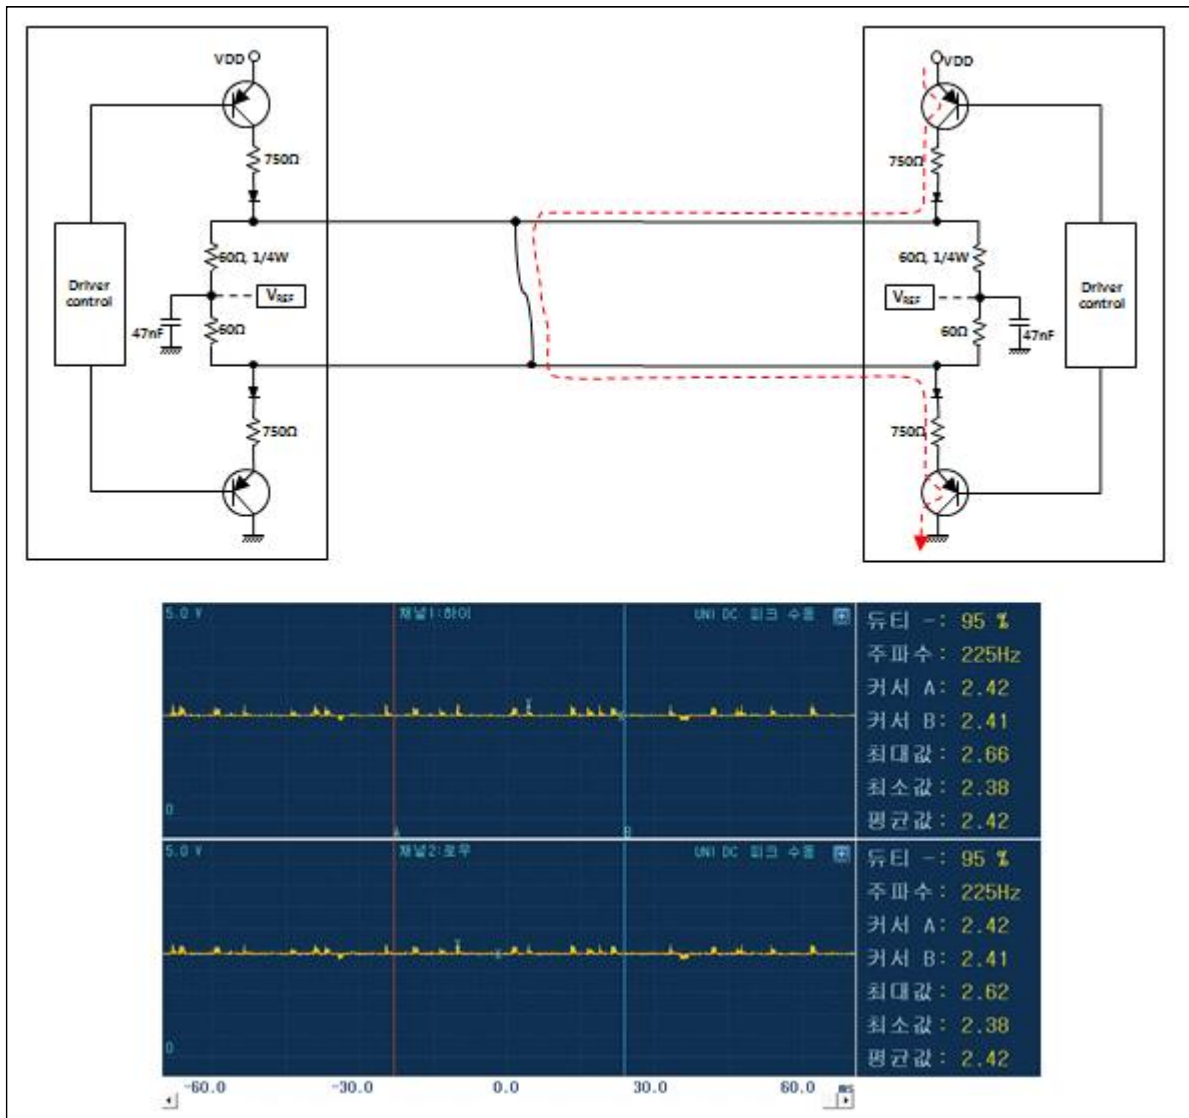 VDD
VDD
750Ω
750Ω
60Ω, 1/4W
60Ω, 1/4W
Driver
control
VREF
VREF
Driver
control
47nF
60Ω
60Ω
47nF
750Ω
750Ω
5.0 V 채널1:하이 UNI DC 피크 수동
듀티 -: 95 %
주파수: 225Hz
커서 A: 2.42
커서 B: 2.41
최대값: 2.66
최소값: 2.38
평균값: 2.42
0
A B
5.0 V 채널2:로우 UNI DC 피크 수동
듀티 -: 95 %
주파수: 225Hz
커서 A: 2.42
커서 B: 2.41
최대값: 2.62
최소값: 2.38
평균값: 2.42
0
-60.0 -30.0 0.0 30.0 60.0 ms